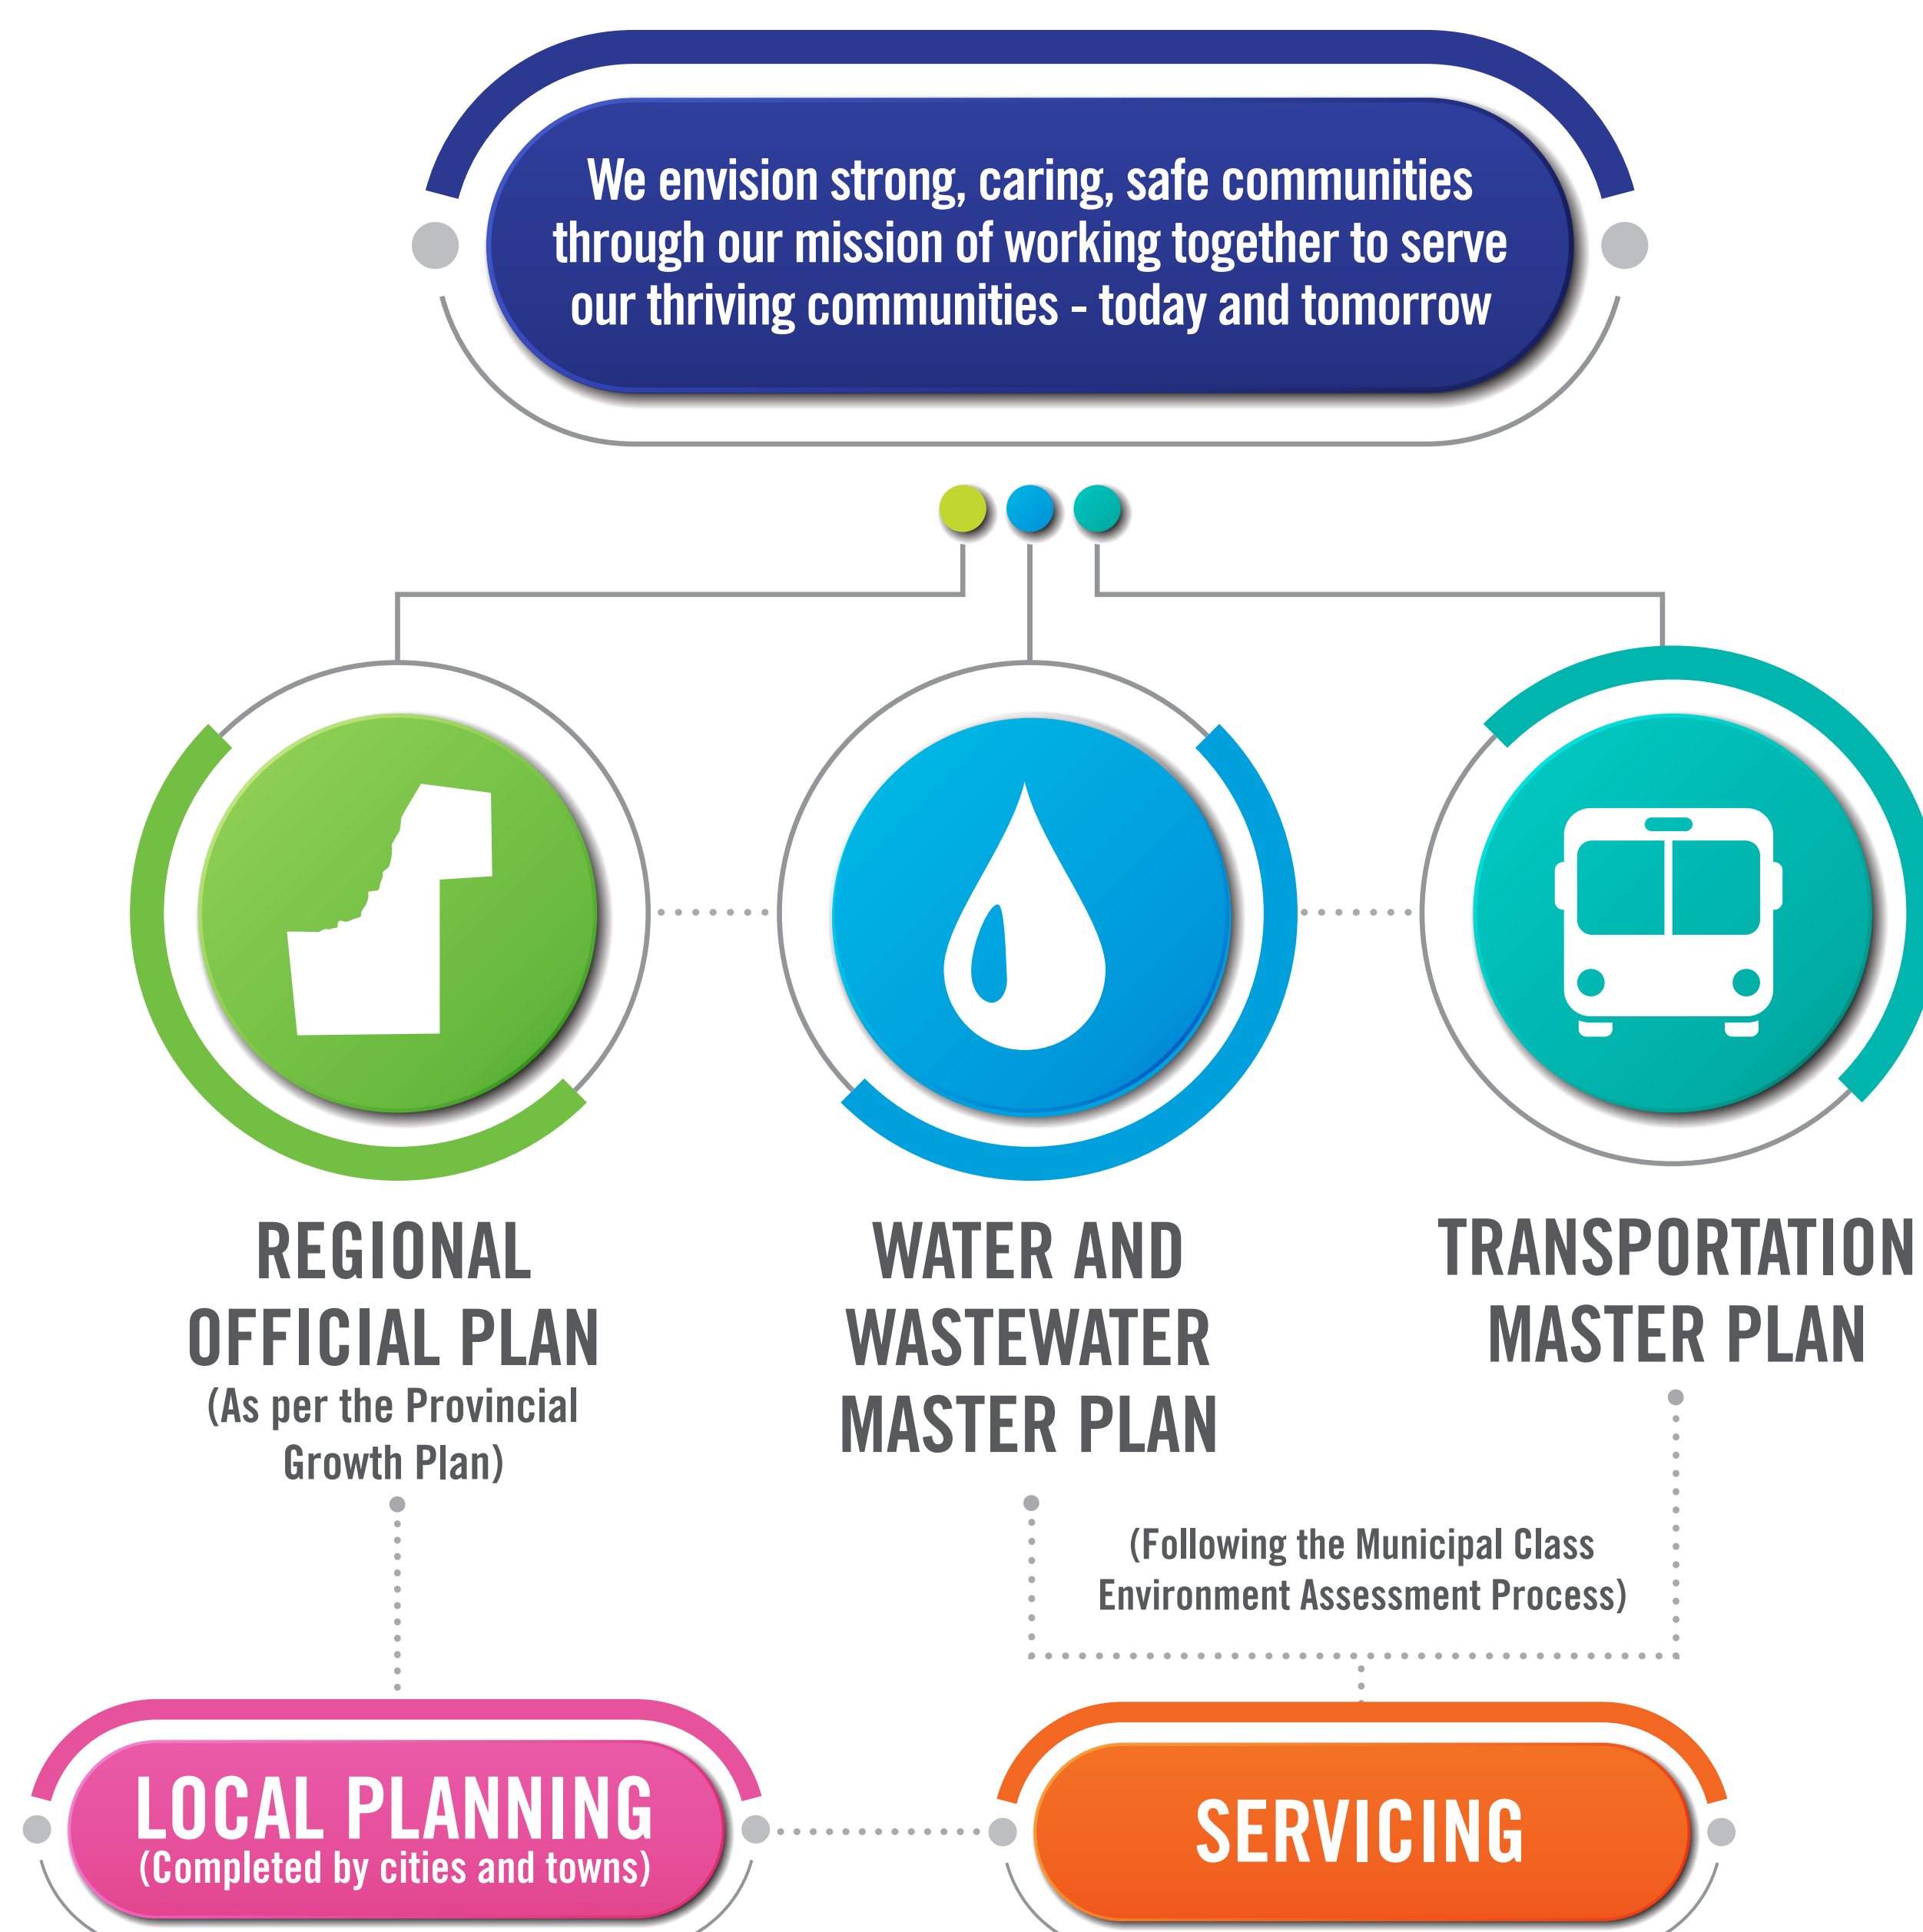 We envision strong, caring, safe communities
through our mission of working together to serve
our thriving communities - today and tomorrow
REGIONAL
OFFICIAL PLAN
(As per the Provincial
Growth Plan)
WATER AND
WASTEWATER
MASTER PLAN
TRANSPORTATION
MASTER PLAN
(Following the Municipal Class
Environment Assessment Process)
LOCAL PLANNING
(Completed by cities and towns)
SERVICING